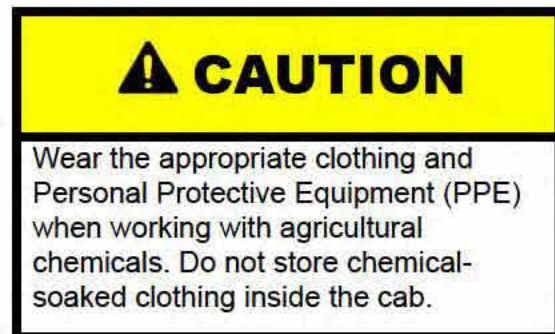 CAUTION
Wear the appropriate clothing and
Personal Protective Equipment (PPE)
when working with agricultural
chemicals. Do not store chemical-
soaked clothing inside the cab.